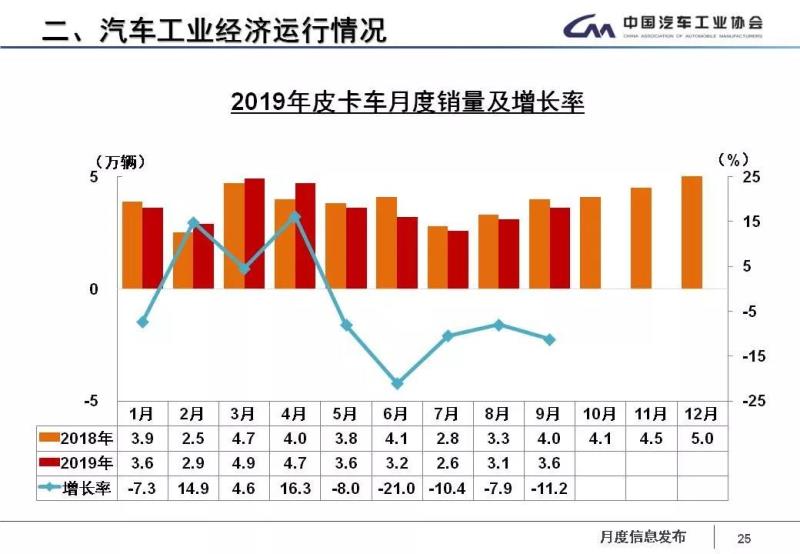 二、汽车工业经济运行情况
中国汽车工业协会
CHINA ASSOCIATION OF AUTOMOBILE MANUFACTURERS
2019年皮卡车月度销量及增长率
（万辆）
（%）
5
0
-5
25
15
5
-5
-15
-25
1月 2月 3月 4月 5月 6月 7月 8月 9月 10月 11月 12月
2018年 3.9 2.5 4.7 4.0 3.8 4.1 2.8 3.3 4.0 4.1 4.5 5.0
2019年 3.6 2.9 4.9 4.7 3.6 3.2 2.6 3.1 3.6
增长率 -7.3 14.9 4.6 16.3 -8.0 -21.0 -10.4 -7.9 -11.2
月度信息发布
25